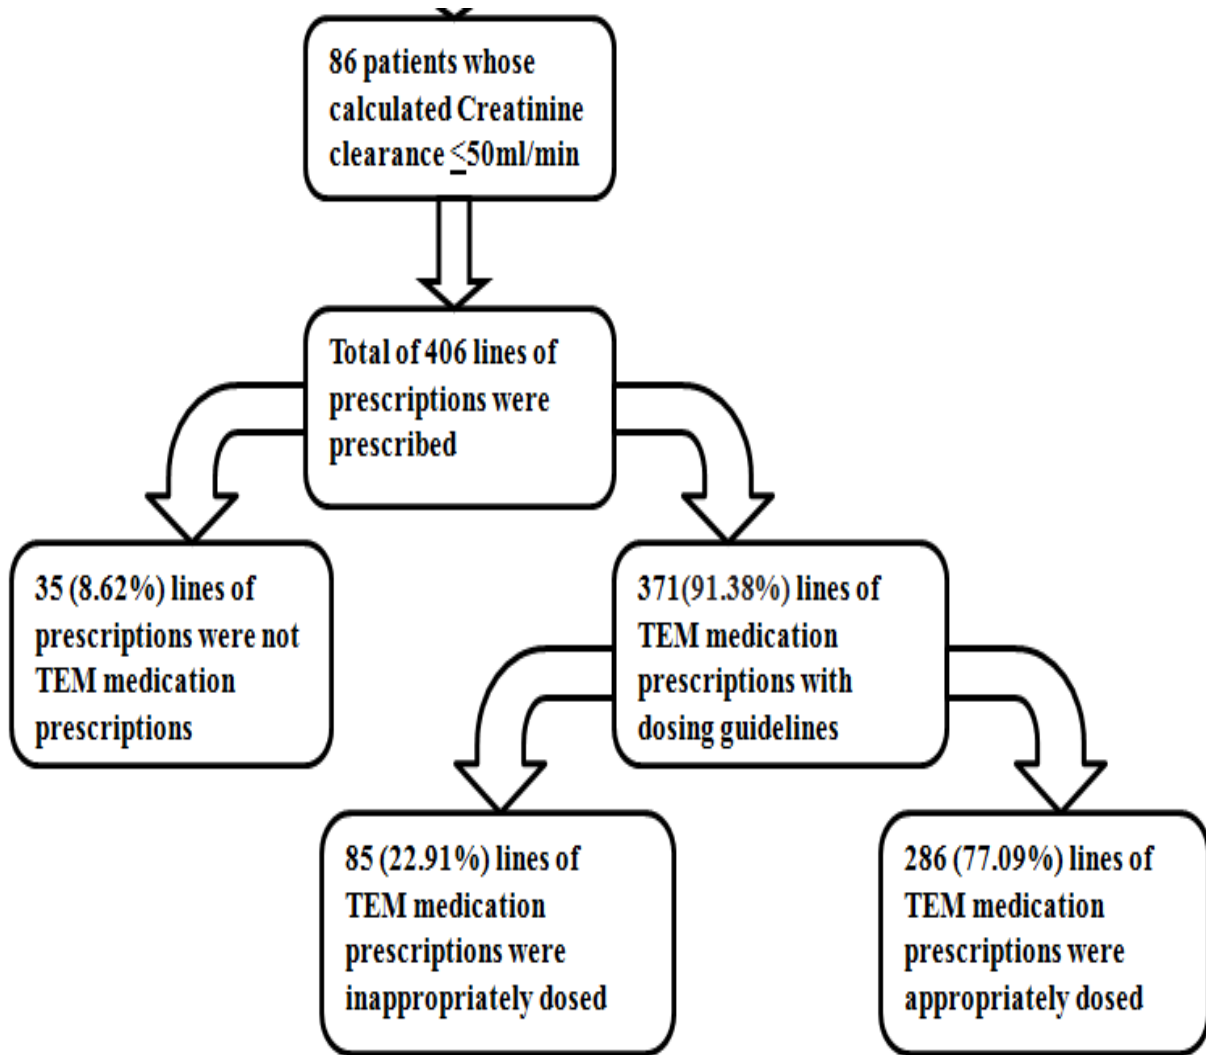 86 patients whose
calculated Creatinine
clearance ≤50ml/min
Total of 406 lines of
prescriptions were
prescribed
35 (8.62%) lines of
prescriptions were not
TEM medication
prescriptions
371(91.38%) lines of
TEM medication
prescriptions with
dosing guidelines
85 (22.91%) lines of
TEM medication
prescriptions were
inappropriately dosed
286 (77.09%) lines of
TEM medication
prescriptions were
appropriately dosed